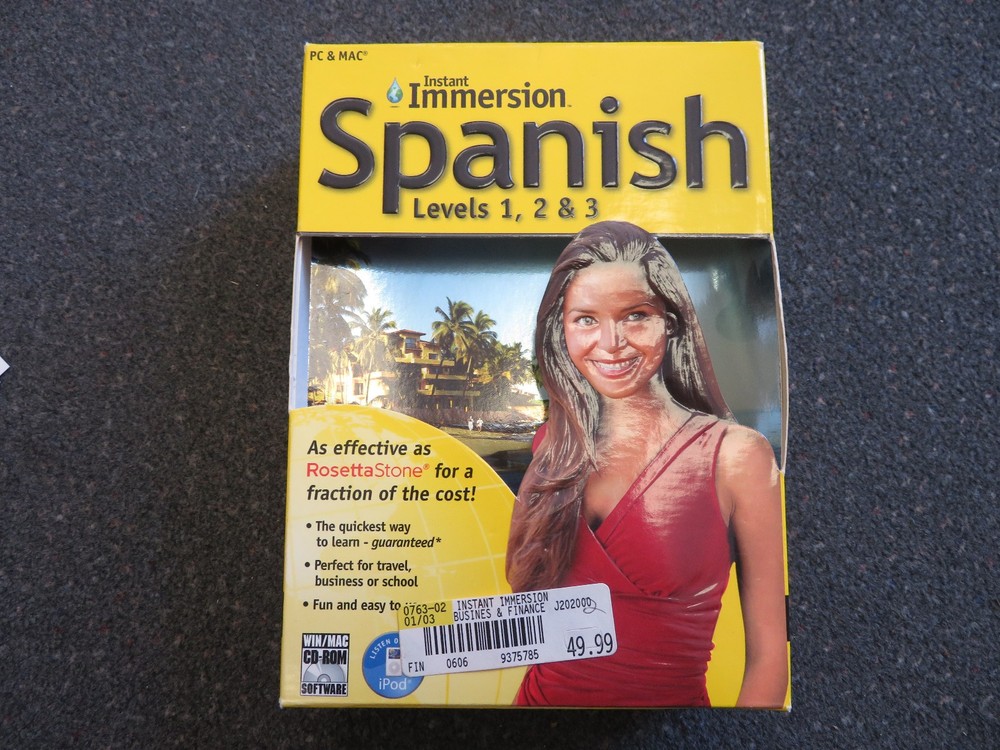 PC & MAC®
Instant
Immersion™
Spanish
Levels 1, 2 & 3
As effective as
RosettaStone® for a
fraction of the cost!
• The quickest way
to learn - guaranteed*
• Perfect for travel,
business or school
• Fun and easy to
0763-02 INSTANT IMMERSION
01/03 BUSINES & FINANCE J202000
49.99
FIN 0606 9375785
WIN/MAC
CD-ROM
SOFTWARE
LISTEN O
iPod®